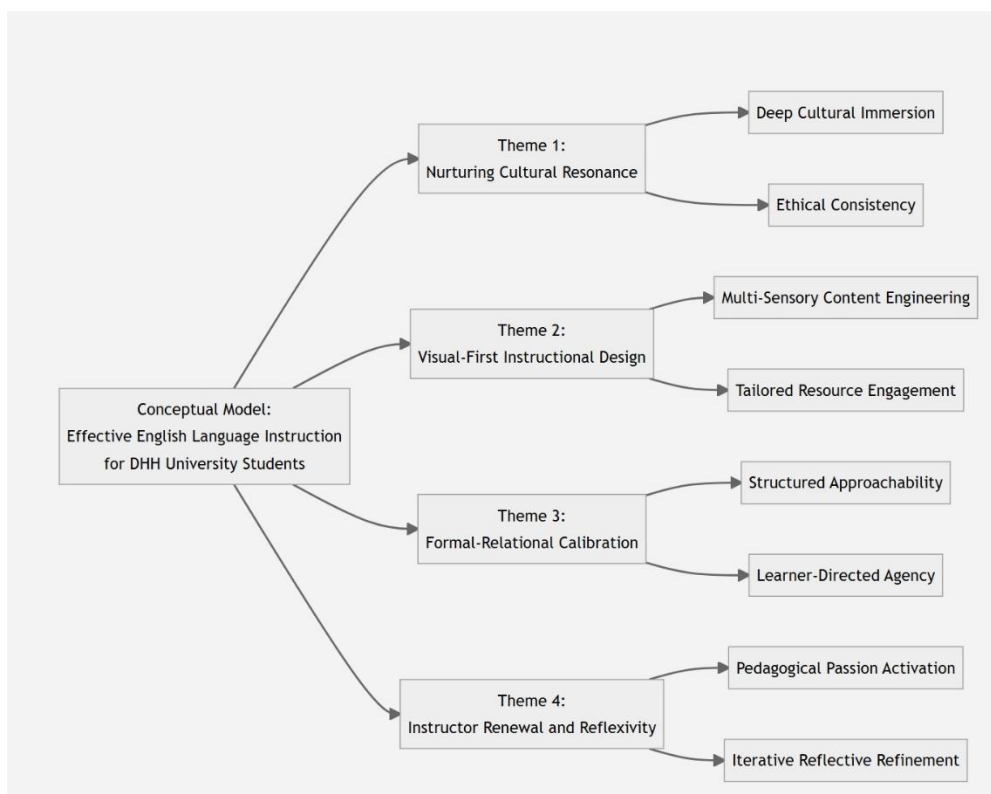 Conceptual Model:
Effective English Language Instruction
for DHH University Students
Theme 1:
Nurturing Cultural Resonance
Deep Cultural Immersion
Ethical Consistency
Theme 2:
Visual-First Instructional Design
Multi-Sensory Content Engineering
Tailored Resource Engagement
Theme 3:
Formal-Relational Calibration
Structured Approachability
Learner-Directed Agency
Theme 4:
Instructor Renewal and Reflexivity
Pedagogical Passion Activation
Iterative Reflective Refinement